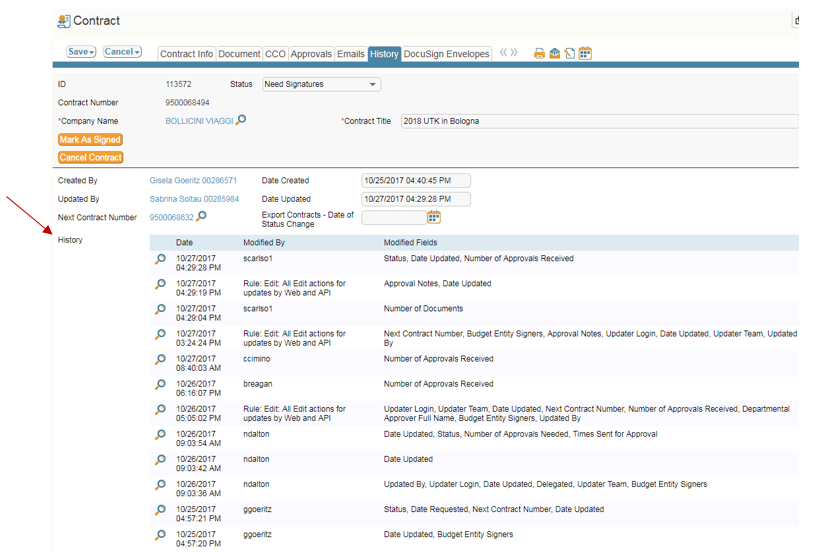 Contract
Save Cancel Contract Info Document CCO Approvals Emails History DocuSign Envelopes
ID 113572 Status Need Signatures
Contract Number 9500068494
*Company Name BOLLICINI VIAGGI *Contract Title 2018 UTK in Bologna
Mark As Signed
Cancel Contract
Created By Gisela Goeritz 00286571 Date Created 10/25/2017 04:40:45 PM
Updated By Sabrina Soltau 00285984 Date Updated 10/27/2017 04:29:28 PM
Next Contract Number 9500068632 Export Contracts - Date of
Status Change
History Date Modified By Modified Fields
10/27/2017 scarlso1 Status, Date Updated, Number of Approvals Received
04:29:28 PM
10/27/2017 Rule: Edit: All Edit actions for Approval Notes, Date Updated
04:29:19 PM updates by Web and API
10/27/2017 scarlso1 Number of Documents
04:29:04 PM
10/27/2017 Rule: Edit: All Edit actions for Next Contract Number, Budget Entity Signers, Approval Notes, Updater Login, Date Updated, Updater Team, Updated
03:24:24 PM updates by Web and API By
10/27/2017 ccimino Number of Approvals Received
08:40:03 AM
10/26/2017 breagan Number of Approvals Received
06:16:07 PM
10/26/2017 Rule: Edit: All Edit actions for Updater Login, Updater Team, Date Updated, Next Contract Number, Number of Approvals Received, Departmental
05:05:02 PM updates by Web and API Approver Full Name, Budget Entity Signers, Updated By
10/26/2017 ndalton Date Updated, Status, Number of Approvals Needed, Times Sent for Approval
09:03:54 AM
10/26/2017 ndalton Date Updated
09:03:42 AM
10/26/2017 ndalton Updated By, Updater Login, Date Updated, Delegated, Updater Team, Budget Entity Signers
09:03:36 AM
10/25/2017 ggoeritz Status, Date Requested, Next Contract Number, Date Updated
04:57:21 PM
10/25/2017 ggoeritz Date Updated, Budget Entity Signers
04:57:20 PM